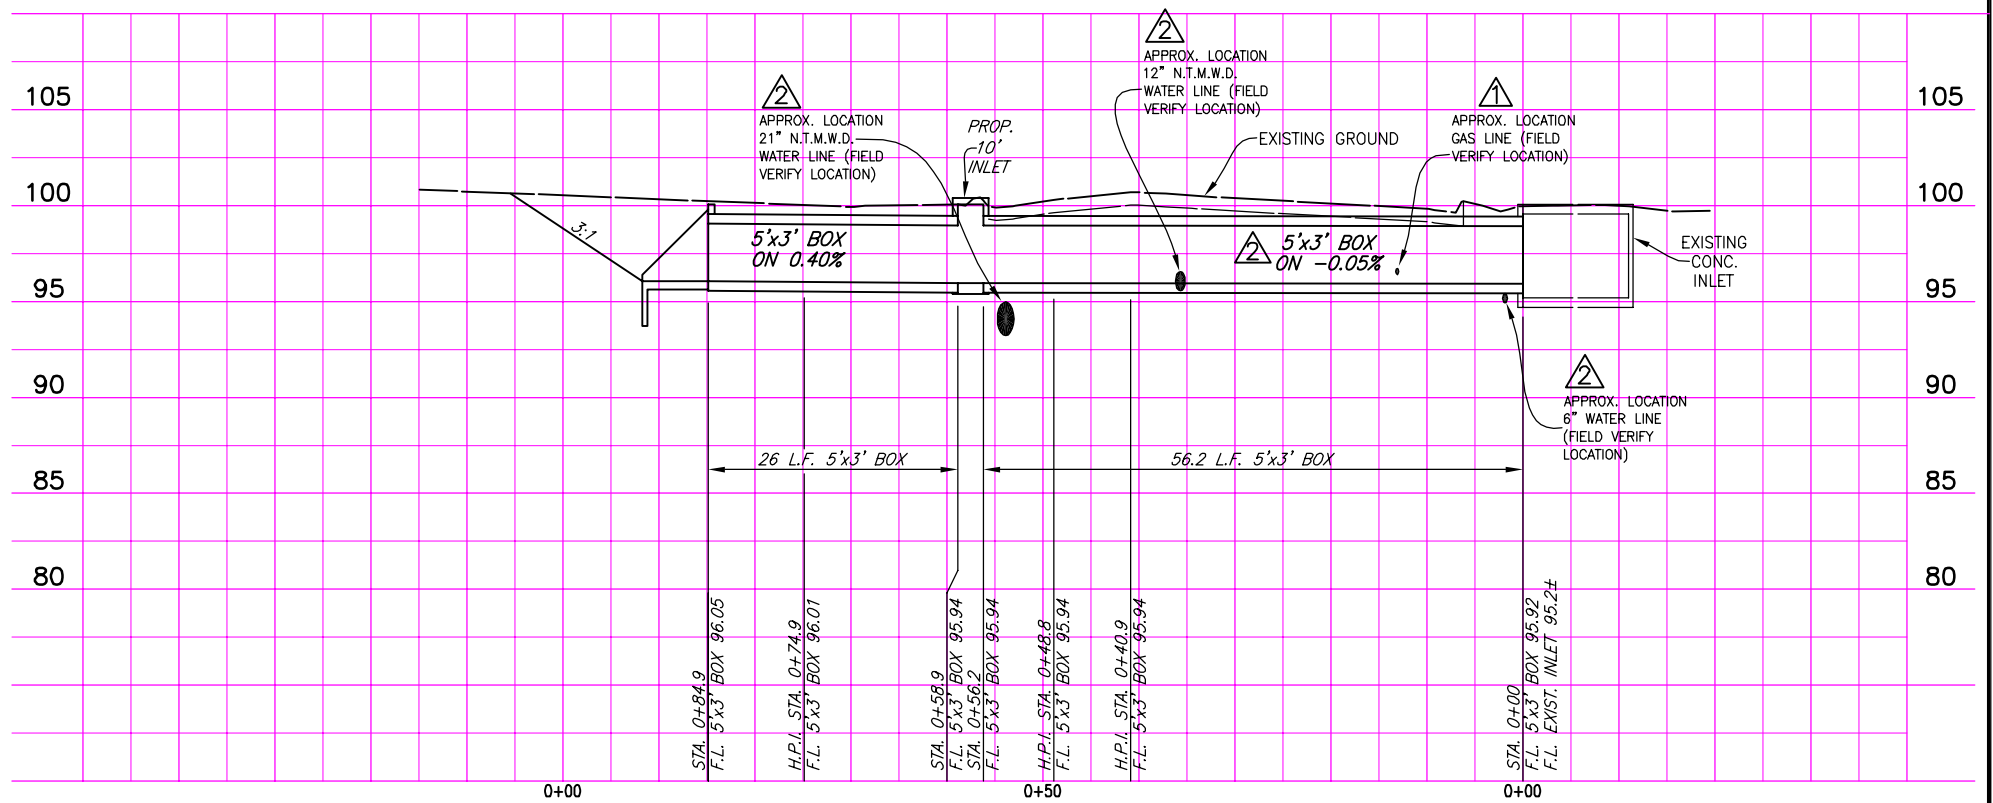 2
APPROX. LOCATION
12" N.T.M.W.D.
WATER LINE (FIELD
VERIFY LOCATION)
105
105
2
APPROX. LOCATION
21" N.T.M.W.D.
WATER LINE (FIELD
VERIFY LOCATION)
PROP.
10'
INLET
EXISTING GROUND
1
APPROX. LOCATION
GAS LINE (FIELD
VERIFY LOCATION)
100
100
3:1
5'x3' BOX
ON 0.40%
2
5'x3' BOX
ON -0.05%
EXISTING
CONC.
INLET
95
95
90
90
2
APPROX. LOCATION
6" WATER LINE
(FIELD VERIFY
LOCATION)
26 L.F. 5'x3' BOX
56.2 L.F. 5'x3' BOX
85
85
80
80
STA. 0+84.9
F.L. 5'x3' BOX 96.05
H.P.I. STA. 0+74.9
F.L. 5'x3' BOX 96.01
STA. 0+58.9
F.L. 5'x3' BOX 95.94
STA. 0+56.2
F.L. 5'x3' BOX 95.94
H.P.I. STA. 0+48.8
F.L. 5'x3' BOX 95.94
H.P.I. STA. 0+40.9
F.L. 5'x3' BOX 95.94
STA. 0+00
F.L. 5'x3' BOX 95.92
F.L. EXIST. INLET 95.2±
0+00
0+50
0+00